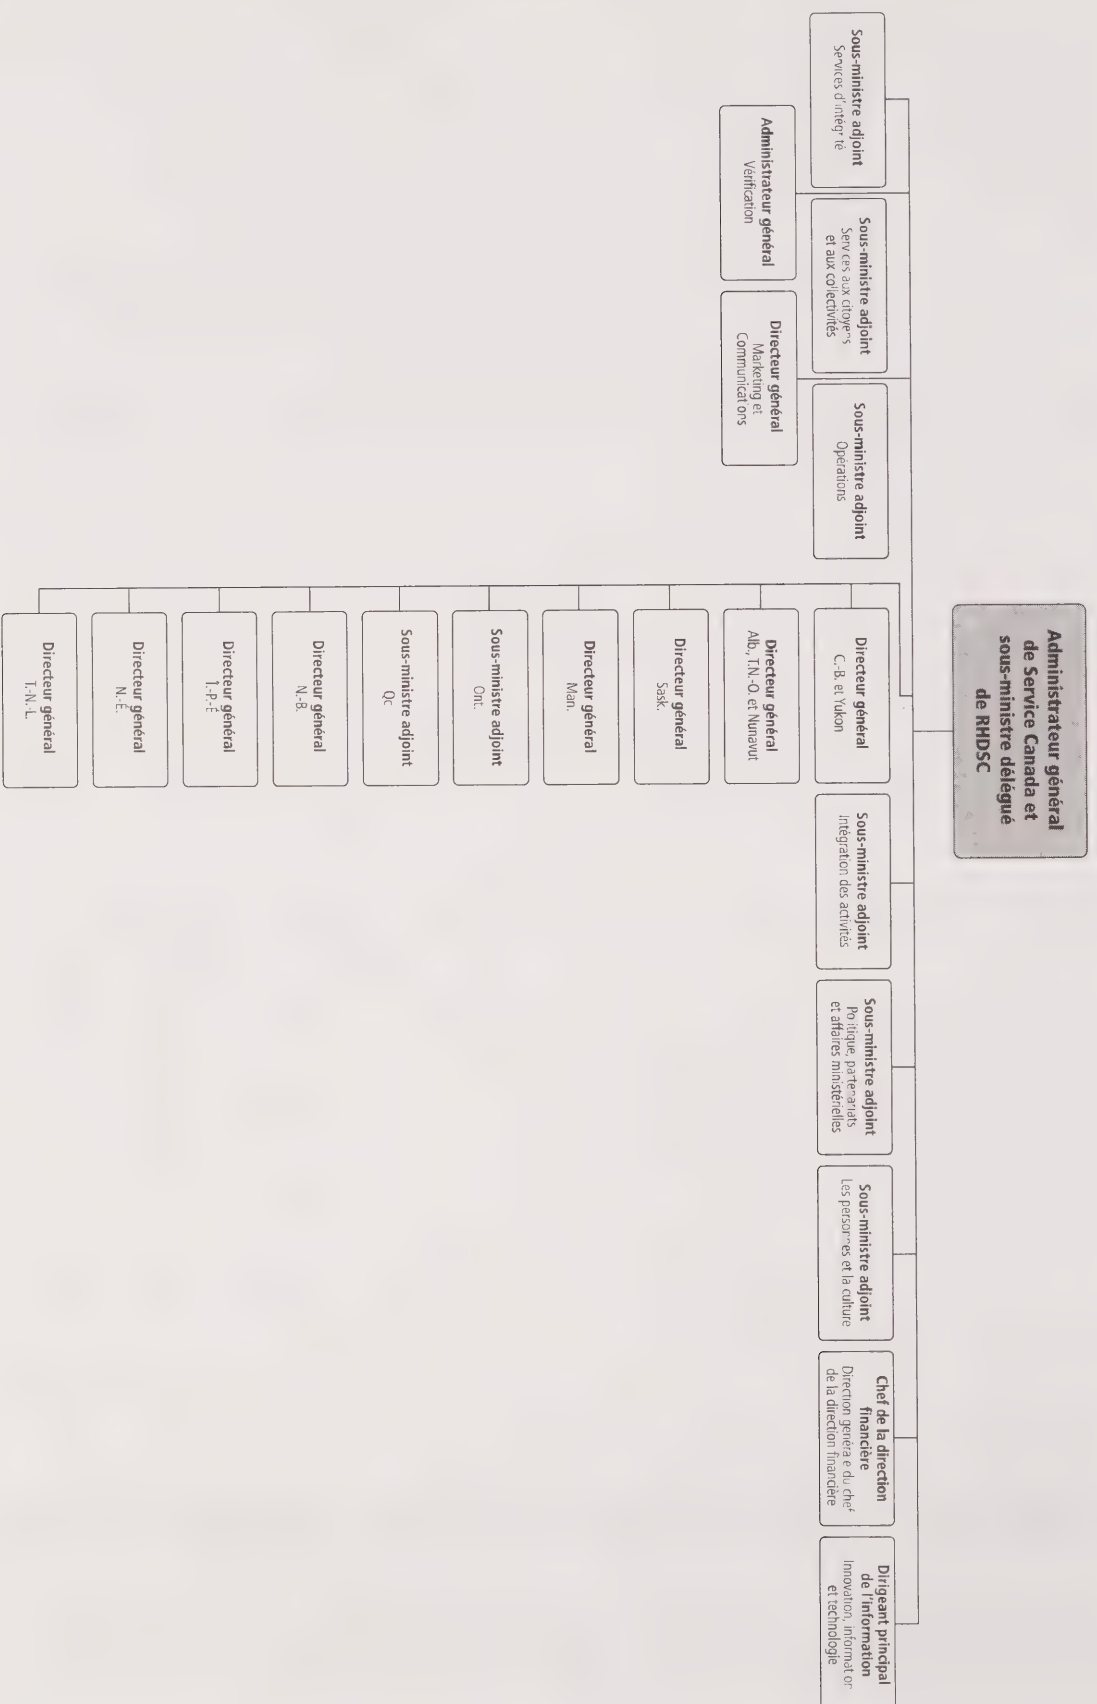 Administrateur général
de Service Canada et
sous-ministre délégué
de RHDSC
Sous-ministre adjoint
Services d'intégrité
Sous-ministre adjoint
Services aux citoyens
et aux collectivités
Sous-ministre adjoint
Opérations
Administrateur général
Vérification
Directeur général
Marketing et
Communications
Directeur général
C.-B. et Yukon
Directeur général
Alb., T.N.-O. et Nunavut
Directeur général
Sask.
Directeur général
Man.
Sous-ministre adjoint
Ont.
Sous-ministre adjoint
Qc
Directeur général
N.-B.
Directeur général
Î.-P.-É
Directeur général
N.-É.
Directeur général
T.-N.-L.
Sous-ministre adjoint
Intégration des activités
Sous-ministre adjoint
Politique, partenariats
et affaires ministérielles
Sous-ministre adjoint
Les personnes et la culture
Chef de la direction
financière
Direction générale du chef
de la direction financière
Dirigeant principal
de l'information
Innovation, information
et technologie